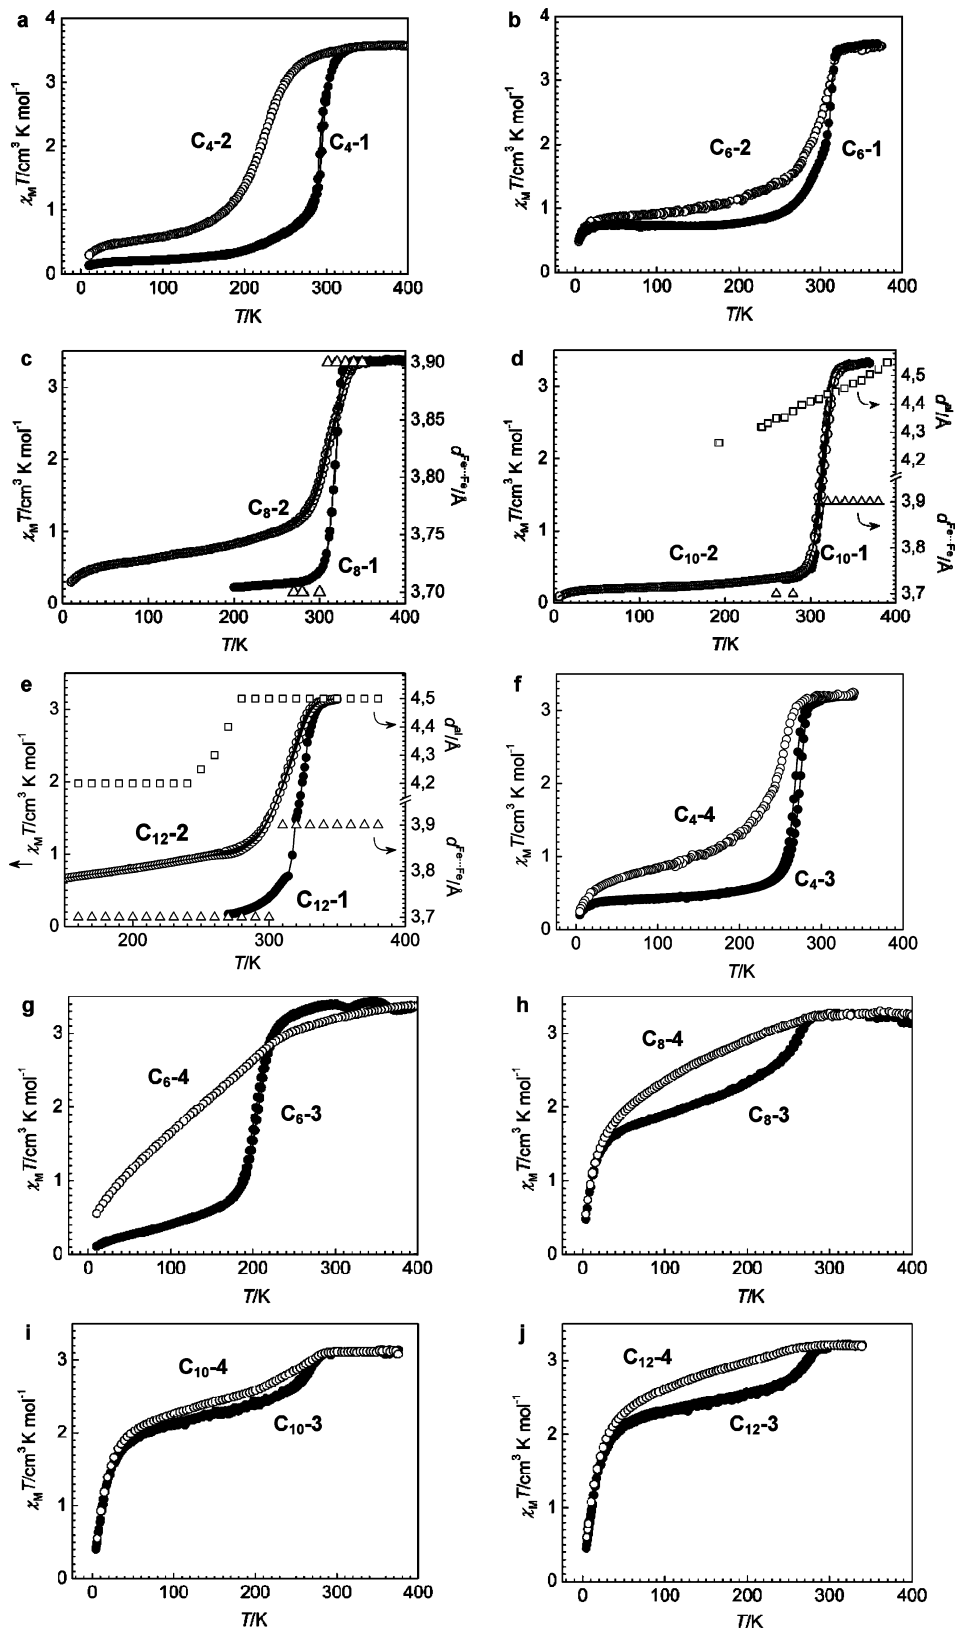 a
4
3
2
1
0
χMT/cm³ K mol⁻¹
C4-2
C4-1
0 100 200 300 400
T/K
b
4
3
2
1
0
χMT/cm³ K mol⁻¹
C6-2
C6-1
0 100 200 300 400
T/K
c
3
2
1
0
χMT/cm³ K mol⁻¹
C8-2
C8-1
3,90
3,85
3,80
3,75
3,70
dFe···Fe/Å
0 100 200 300 400
T/K
d
3
2
1
0
χMT/cm³ K mol⁻¹
C10-2
C10-1
4,5
4,4
4,3
4,2
3,9
3,8
3,7
dal/Å
dFe···Fe/Å
0 100 200 300 400
T/K
e
3
2
1
0
χMT/cm³ K mol⁻¹
C12-2
C12-1
4,5
4,4
4,3
4,2
3,9
3,8
3,7
dal/Å
dFe···Fe/Å
200 300 400
T/K
f
3
2
1
0
χMT/cm³ K mol⁻¹
C4-4
C4-3
0 100 200 300 400
T/K
g
3
2
1
0
χMT/cm³ K mol⁻¹
C6-4
C6-3
0 100 200 300 400
T/K
h
3
2
1
0
χMT/cm³ K mol⁻¹
C8-4
C8-3
0 100 200 300 400
T/K
i
3
2
1
0
χMT/cm³ K mol⁻¹
C10-4
C10-3
0 100 200 300 400
T/K
j
3
2
1
0
χMT/cm³ K mol⁻¹
C12-4
C12-3
0 100 200 300 400
T/K